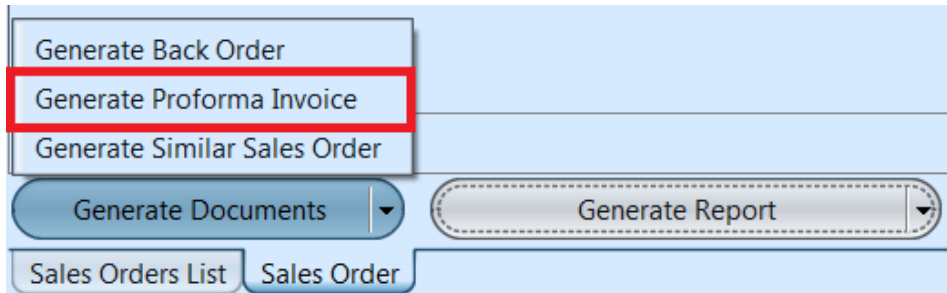 Generate Back Order
Generate Proforma Invoice
Generate Similar Sales Order
Generate Documents
Generate Report
Sales Orders List
Sales Order